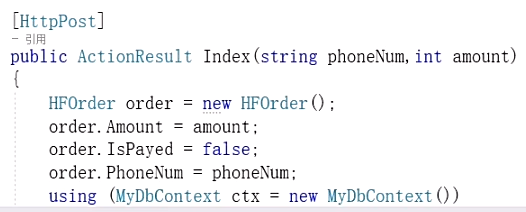 [HttpPost]
- 引用
public ActionResult Index(string phoneNum,int amount)
{
HFOrder order = new HFOrder();
order.Amount = amount;
order.IsPayed = false;
order.PhoneNum = phoneNum;
using (MyDbContext ctx = new MyDbContext())